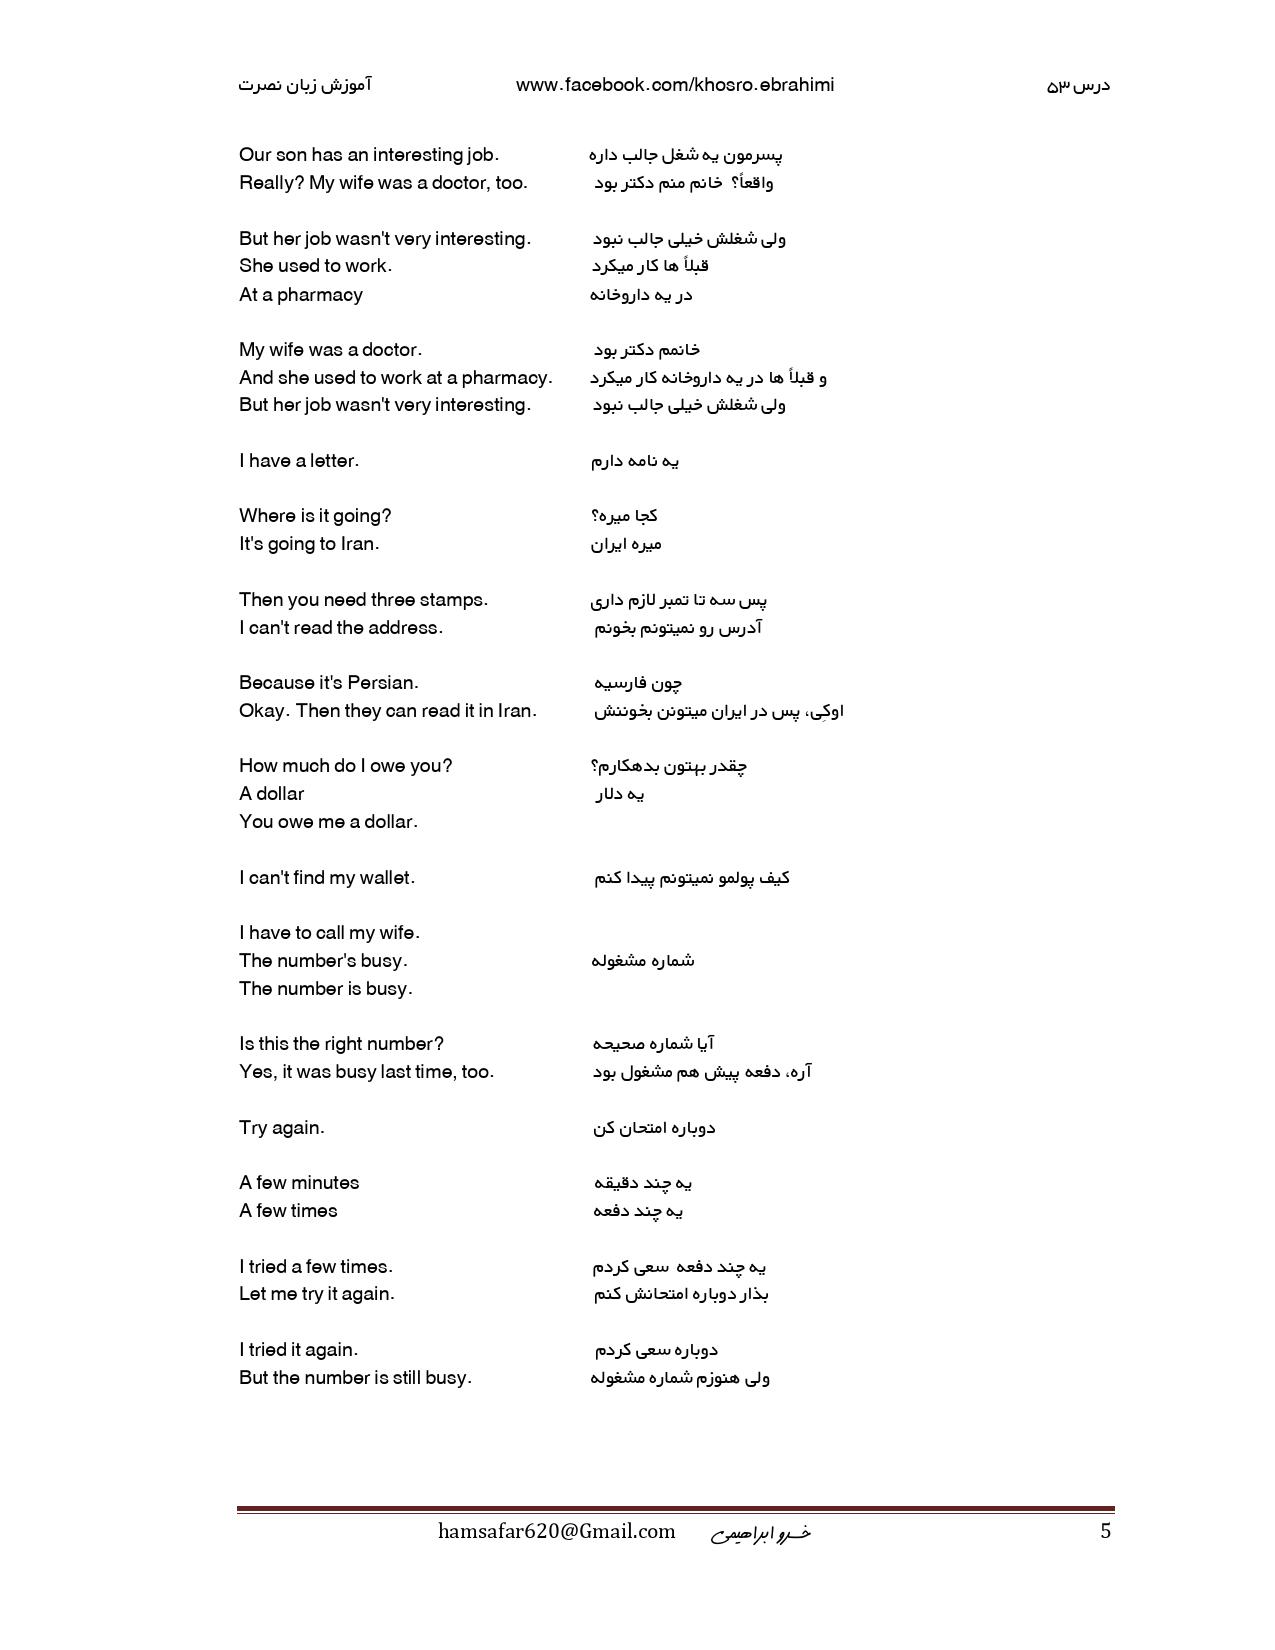 آموزش زبان نصرت www.facebook.com/khosro.ebrahimi درس ۵۳
Our son has an interesting job. پسرمون یه شغل جالب داره
Really? My wife was a doctor, too. واقعاً؟ خانم منم دکتر بود
But her job wasn't very interesting. ولی شغلش خیلی جالب نبود
She used to work. قبلاً ها کار میکرد
At a pharmacy در یه داروخانه
My wife was a doctor. خانمم دکتر بود
And she used to work at a pharmacy. و قبلاً ها در یه داروخانه کار میکرد
But her job wasn't very interesting. ولی شغلش خیلی جالب نبود
I have a letter. یه نامه دارم
Where is it going? کجا میره؟
It's going to Iran. میره ایران
Then you need three stamps. پس سه تا تمبر لازم داری
I can't read the address. آدرس رو نمیتونم بخونم
Because it's Persian. چون فارسیه
Okay. Then they can read it in Iran. اوکِی، پس در ایران میتونن بخوننش
How much do I owe you? چقدر بهتون بدهکارم؟
A dollar یه دلار
You owe me a dollar.
I can't find my wallet. کیف پولمو نمیتونم پیدا کنم
I have to call my wife.
The number's busy. شماره مشغوله
The number is busy.
Is this the right number? آیا شماره صحیحه
Yes, it was busy last time, too. آره، دفعه پیش هم مشغول بود
Try again. دوباره امتحان کن
A few minutes یه چند دقیقه
A few times یه چند دفعه
I tried a few times. یه چند دفعه سعی کردم
Let me try it again. بذار دوباره امتحانش کنم
I tried it again. دوباره سعی کردم
But the number is still busy. ولی هنوزم شماره مشغوله
hamsafar620@Gmail.com خسرو ابراهیمی 5